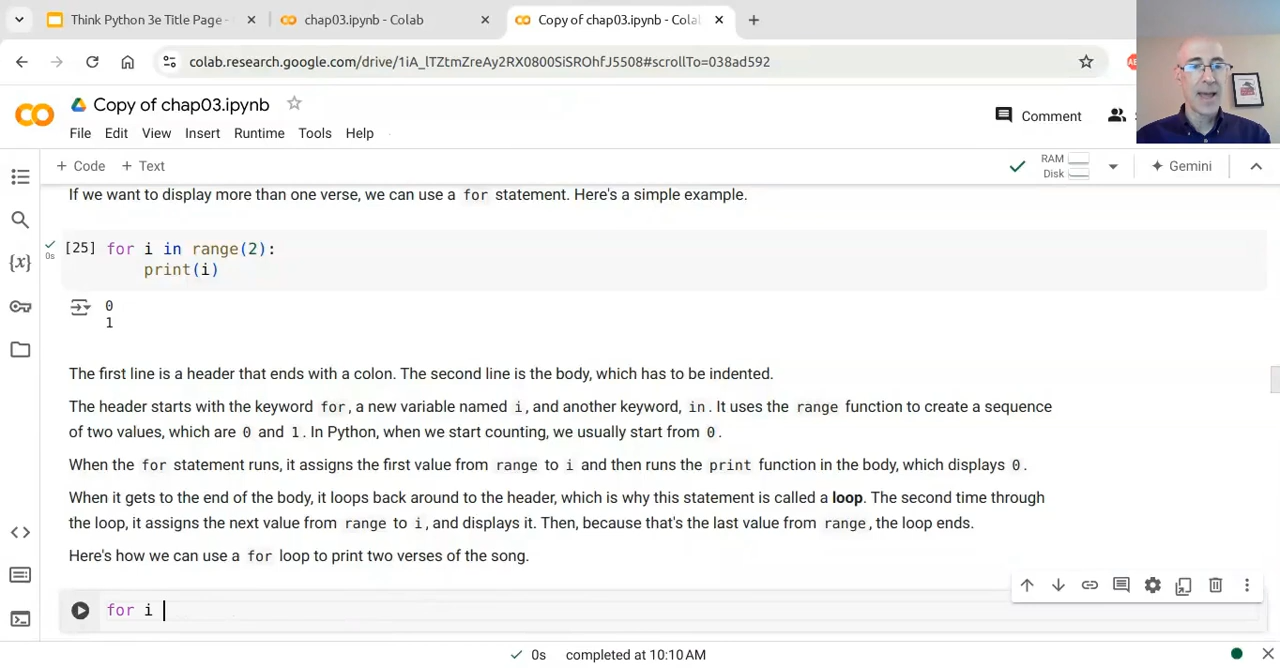 Think Python 3e Title Page -
chap03.ipynb - Colab
Copy of chap03.ipynb - Cola
colab.research.google.com/drive/1iA_lTZtmZreAy2RX0800SiSROhfJ5508#scrollTo=038ad592
Copy of chap03.ipynb
Comment
File Edit View Insert Runtime Tools Help
+ Code + Text
RAM
Disk
Gemini
If we want to display more than one verse, we can use a for statement. Here's a simple example.
[25] for i in range(2):
print(i)
0
1
The first line is a header that ends with a colon. The second line is the body, which has to be indented.
The header starts with the keyword for, a new variable named i, and another keyword, in. It uses the range function to create a sequence
of two values, which are 0 and 1. In Python, when we start counting, we usually start from 0.
When the for statement runs, it assigns the first value from range to i and then runs the print function in the body, which displays 0.
When it gets to the end of the body, it loops back around to the header, which is why this statement is called a loop. The second time through
the loop, it assigns the next value from range to i, and displays it. Then, because that's the last value from range, the loop ends.
Here's how we can use a for loop to print two verses of the song.
for i
0s completed at 10:10 AM